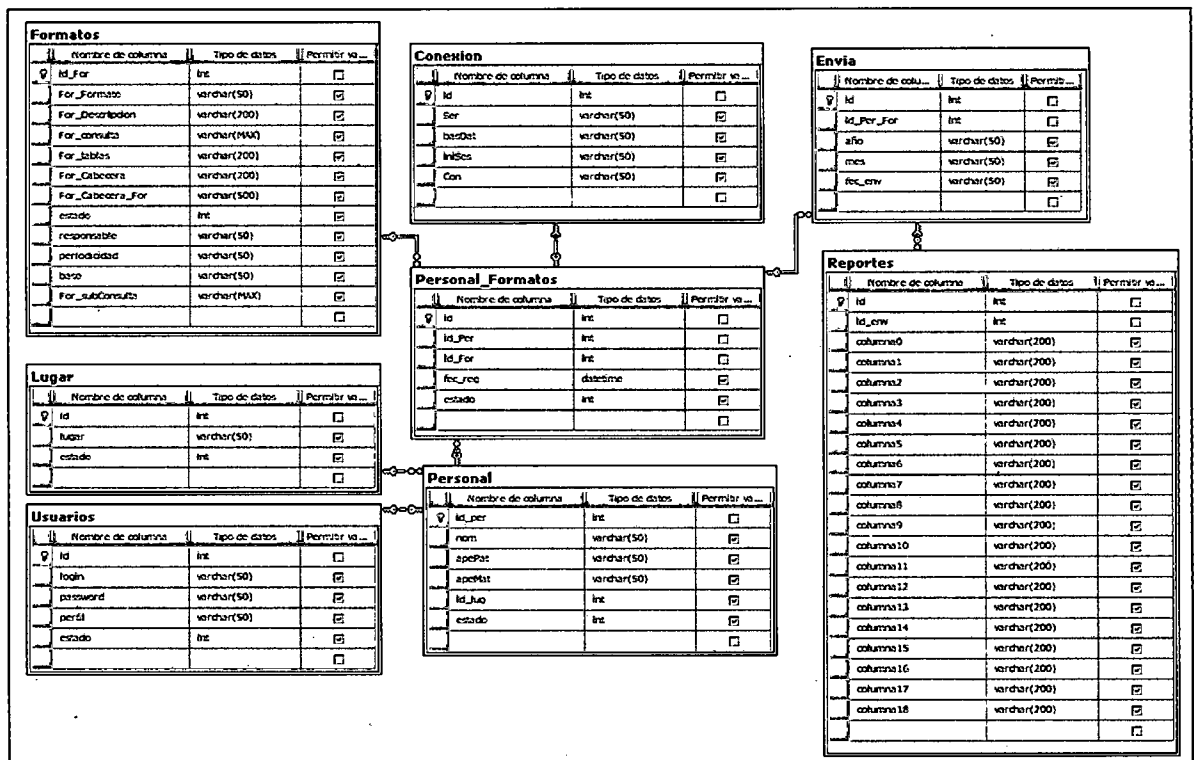 Formatos
Nombre de columna Tipo de datos Permitir va...
Id_For int
For_Formato varchar(50)
For_Descripcion varchar(200)
For_consulta varchar(MAX)
For_tablas varchar(200)
For_Cabecera varchar(200)
For_Cabecera_For varchar(500)
estado int
responsable varchar(50)
periodicidad varchar(50)
base varchar(50)
For_subConsulta varchar(MAX)
Conexion
Nombre de columna Tipo de datos Permitir va...
Id int
Ser varchar(50)
basDat varchar(50)
iniSes varchar(50)
Con varchar(50)
Envia
Nombre de colu... Tipo de datos Permitir...
Id int
Id_Per_For int
año varchar(50)
mes varchar(50)
fec_env varchar(50)
Personal_Formatos
Nombre de columna Tipo de datos Permitir va...
Id int
Id_Per int
Id_For int
fec_reg datetime
estado int
Reportes
Nombre de columna Tipo de datos Permitir va...
Id int
Id_env int
columna0 varchar(200)
columna1 varchar(200)
columna2 varchar(200)
columna3 varchar(200)
columna4 varchar(200)
columna5 varchar(200)
columna6 varchar(200)
columna7 varchar(200)
columna8 varchar(200)
columna9 varchar(200)
columna10 varchar(200)
columna11 varchar(200)
columna12 varchar(200)
columna13 varchar(200)
columna14 varchar(200)
columna15 varchar(200)
columna16 varchar(200)
columna17 varchar(200)
columna18 varchar(200)
Lugar
Nombre de columna Tipo de datos Permitir va...
Id int
lugar varchar(50)
estado int
Usuarios
Nombre de columna Tipo de datos Permitir va...
Id int
login varchar(50)
password varchar(50)
perfil varchar(50)
estado int
Personal
Nombre de columna Tipo de datos Permitir va...
id_per int
nom varchar(50)
apePat varchar(50)
apeMat varchar(50)
Id_lug int
estado int